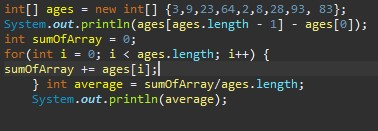 int[] ages = new int[] {3,9,23,64,2,8,28,93, 83};
System.out.println(ages[ages.length - 1] - ages[0]);
int sumOfArray = 0;
for(int i = 0; i < ages.length; i++) {
sumOfArray += ages[i];
} int average = sumOfArray/ages.length;
System.out.println(average);